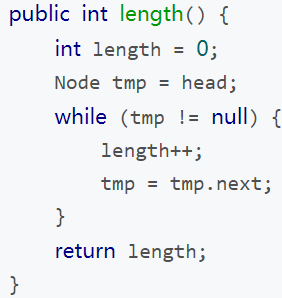 public int length() {
    int length = 0;
    Node tmp = head;
    while (tmp != null) {
        length++;
        tmp = tmp.next;
    }
    return length;
}